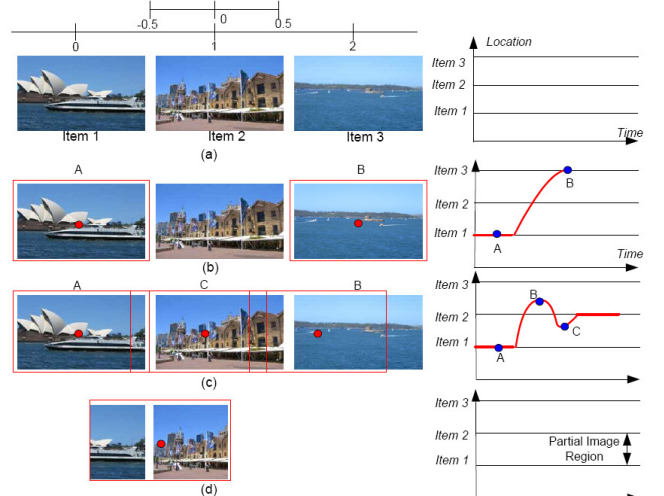 -0.5 0 0.5
0 1 2
Item 1 Item 2 Item 3
(a)
Location
Item 3
Item 2
Item 1
Time
A B
(b)
Item 3
Item 2
Item 1
A
B
Time
A C B
(c)
Item 3
Item 2
Item 1
A
B
C
(d)
Item 3
Item 2
Item 1
Partial Image
Region